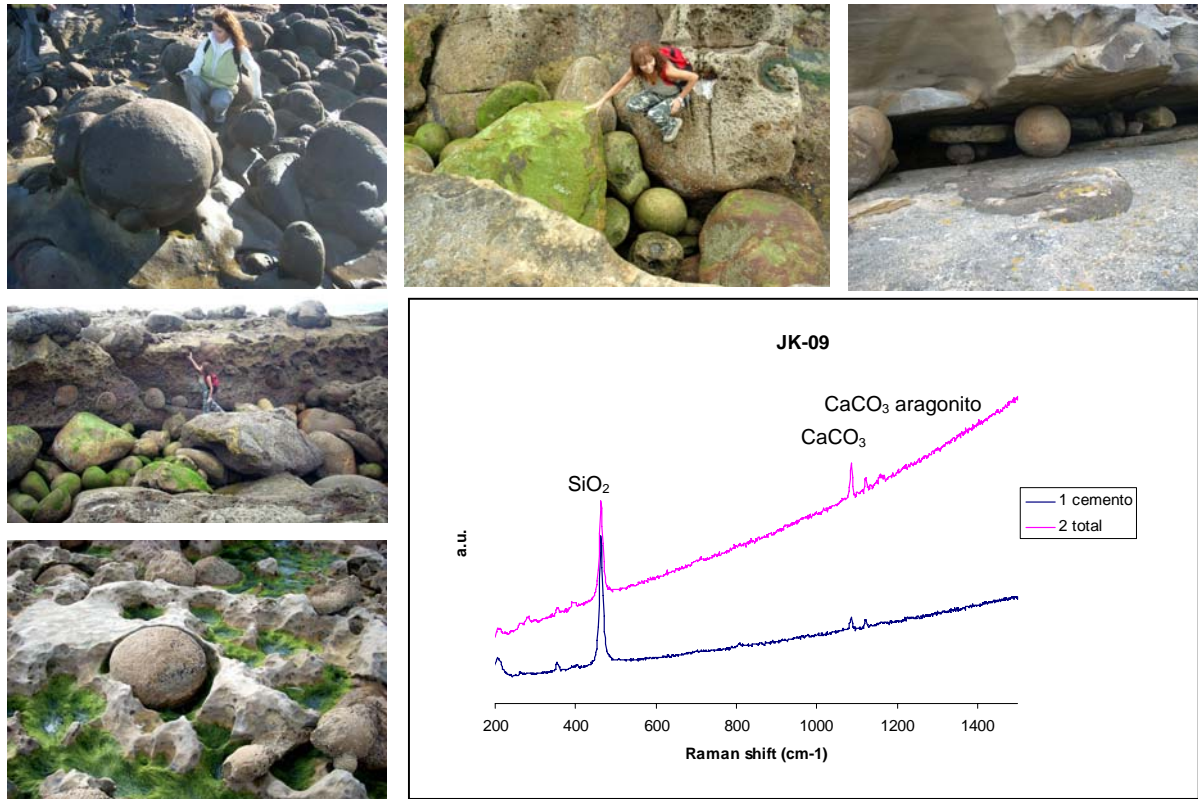 JK-09
CaCO₃ aragonito
CaCO₃
SiO₂
a.u.
1 cemento
2 total
200 400 600 800 1000 1200 1400
Raman shift (cm-1)